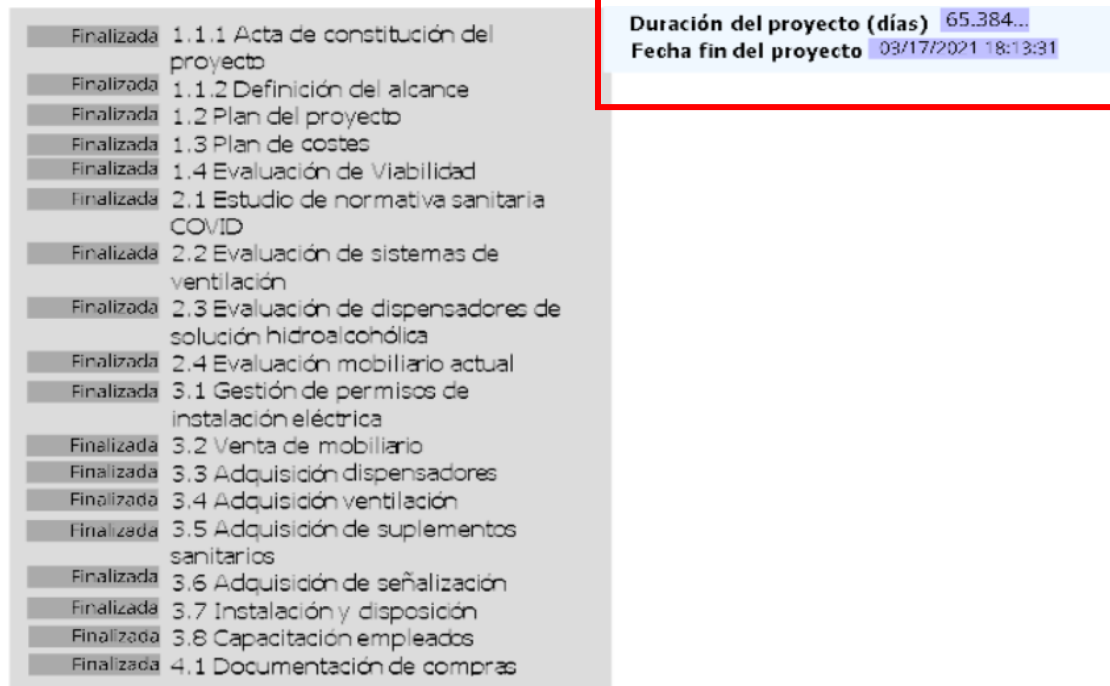 Finalizada 1.1.1 Acta de constitución del
proyecto
Finalizada 1.1.2 Definición del alcance
Finalizada 1.2 Plan del proyecto
Finalizada 1.3 Plan de costes
Finalizada 1.4 Evaluación de Viabilidad
Finalizada 2.1 Estudio de normativa sanitaria
COVID
Finalizada 2.2 Evaluación de sistemas de
ventilación
Finalizada 2.3 Evaluación de dispensadores de
solución hidroalcohólica
Finalizada 2.4 Evaluación mobiliario actual
Finalizada 3.1 Gestión de permisos de
instalación eléctrica
Finalizada 3.2 Venta de mobiliario
Finalizada 3.3 Adquisición dispensadores
Finalizada 3.4 Adquisición ventilación
Finalizada 3.5 Adquisición de suplementos
sanitarios
Finalizada 3.6 Adquisición de señalización
Finalizada 3.7 Instalación y disposición
Finalizada 3.8 Capacitación empleados
Finalizada 4.1 Documentación de compras
Duración del proyecto (días) 65.384...
Fecha fin del proyecto 03/17/2021 18:13:31